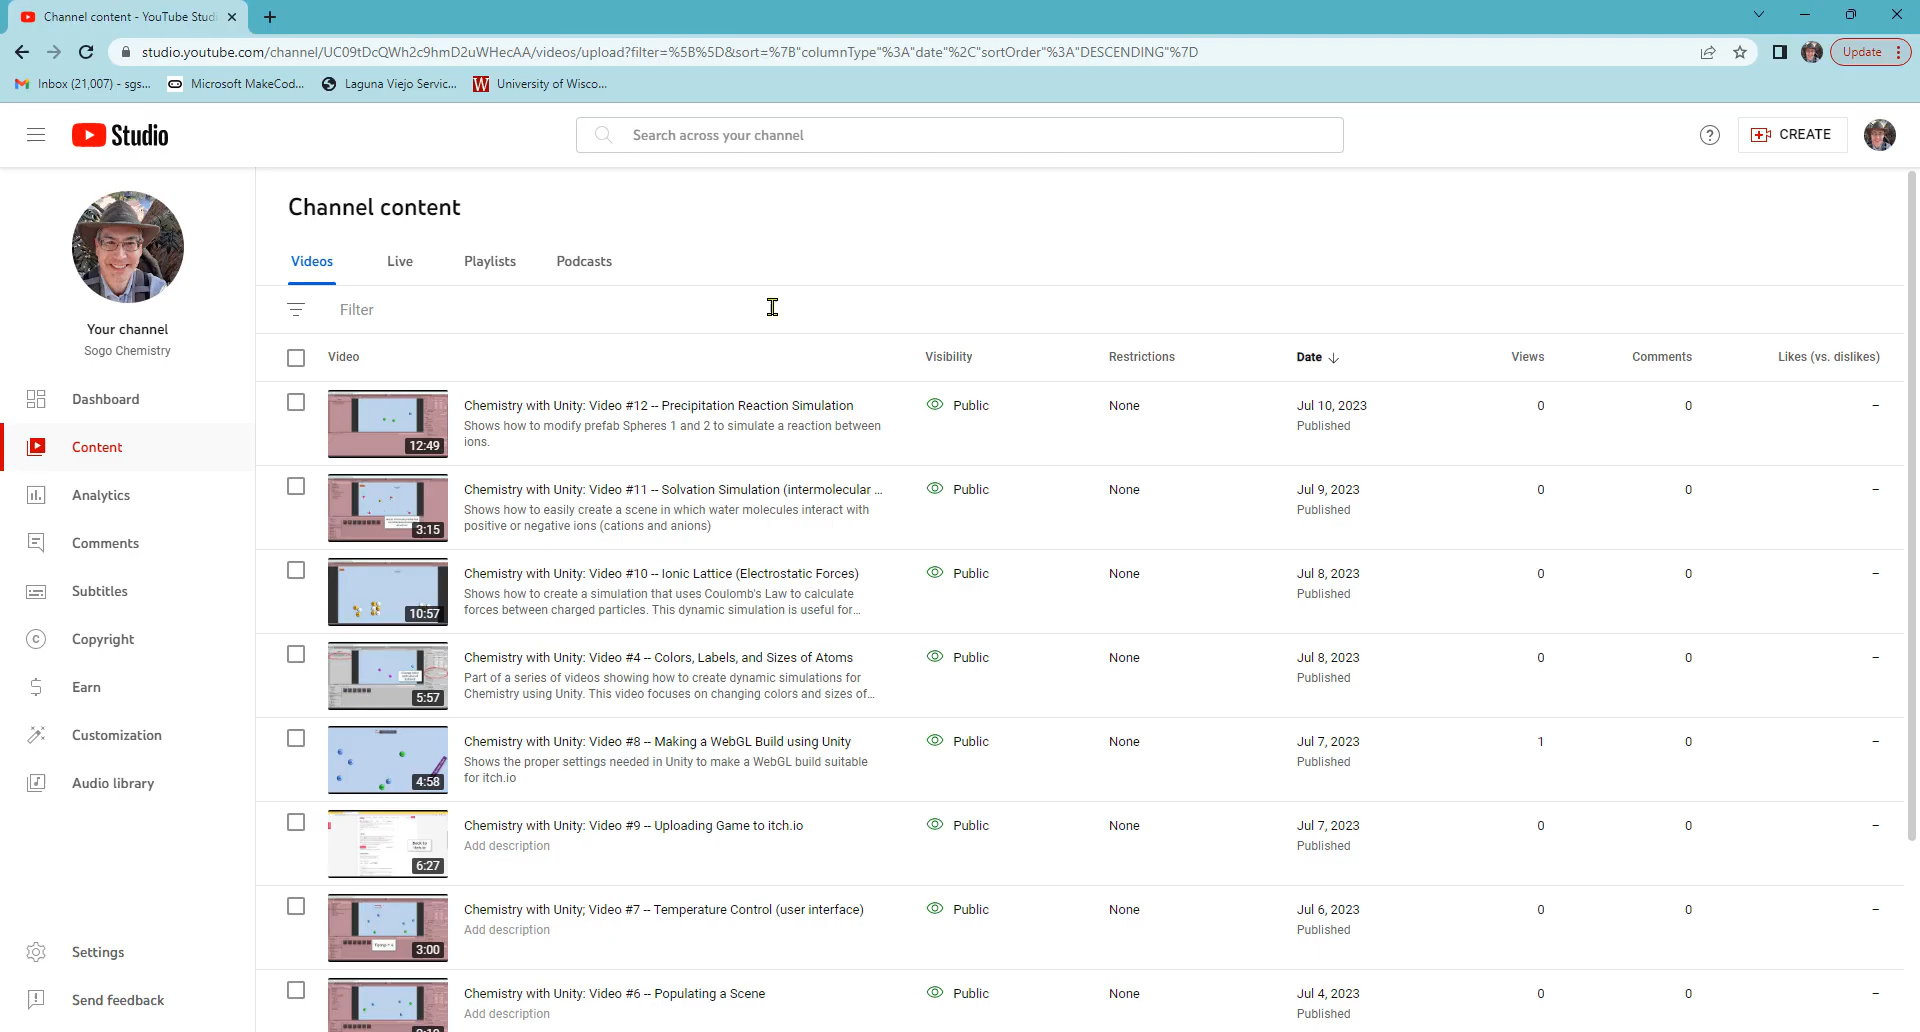 Channel content - YouTube Studi
studio.youtube.com/channel/UC09tDcQWh2c9hmD2uWHecAA/videos/upload?filter=%5B%5D&sort=%7B"columnType"%3A"date"%2C"sortOrder"%3A"DESCENDING"%7D
Update
Inbox (21,007) - sgs... Microsoft MakeCod... Laguna Viejo Servic... University of Wisco...
Studio
Search across your channel
CREATE
Your channel
Sogo Chemistry
Dashboard
Content
Analytics
Comments
Subtitles
Copyright
Earn
Customization
Audio library
Settings
Send feedback
Channel content
Videos Live Playlists Podcasts
Filter
Video Visibility Restrictions Date Views Comments Likes (vs. dislikes)
Chemistry with Unity: Video #12 -- Precipitation Reaction Simulation Public None Jul 10, 2023 0 0 –
Shows how to modify prefab Spheres 1 and 2 to simulate a reaction between Published
ions.
12:49
Chemistry with Unity: Video #11 -- Solvation Simulation (intermolecular ... Public None Jul 9, 2023 0 0 –
Shows how to easily create a scene in which water molecules interact with Published
positive or negative ions (cations and anions)
3:15
Chemistry with Unity: Video #10 -- Ionic Lattice (Electrostatic Forces) Public None Jul 8, 2023 0 0 –
Shows how to create a simulation that uses Coulomb's Law to calculate Published
forces between charged particles. This dynamic simulation is useful for...
10:57
Chemistry with Unity: Video #4 -- Colors, Labels, and Sizes of Atoms Public None Jul 8, 2023 0 0 –
Part of a series of videos showing how to create dynamic simulations for Published
Chemistry using Unity. This video focuses on changing colors and sizes of...
5:57
Chemistry with Unity: Video #8 -- Making a WebGL Build using Unity Public None Jul 7, 2023 1 0 –
Shows the proper settings needed in Unity to make a WebGL build suitable Published
for itch.io
4:58
Chemistry with Unity: Video #9 -- Uploading Game to itch.io Public None Jul 7, 2023 0 0 –
Add description Published
Back to
itch.io
6:27
Chemistry with Unity; Video #7 -- Temperature Control (user interface) Public None Jul 6, 2023 0 0 –
Add description Published
3:00
Chemistry with Unity: Video #6 -- Populating a Scene Public None Jul 4, 2023 0 0 –
Add description Published